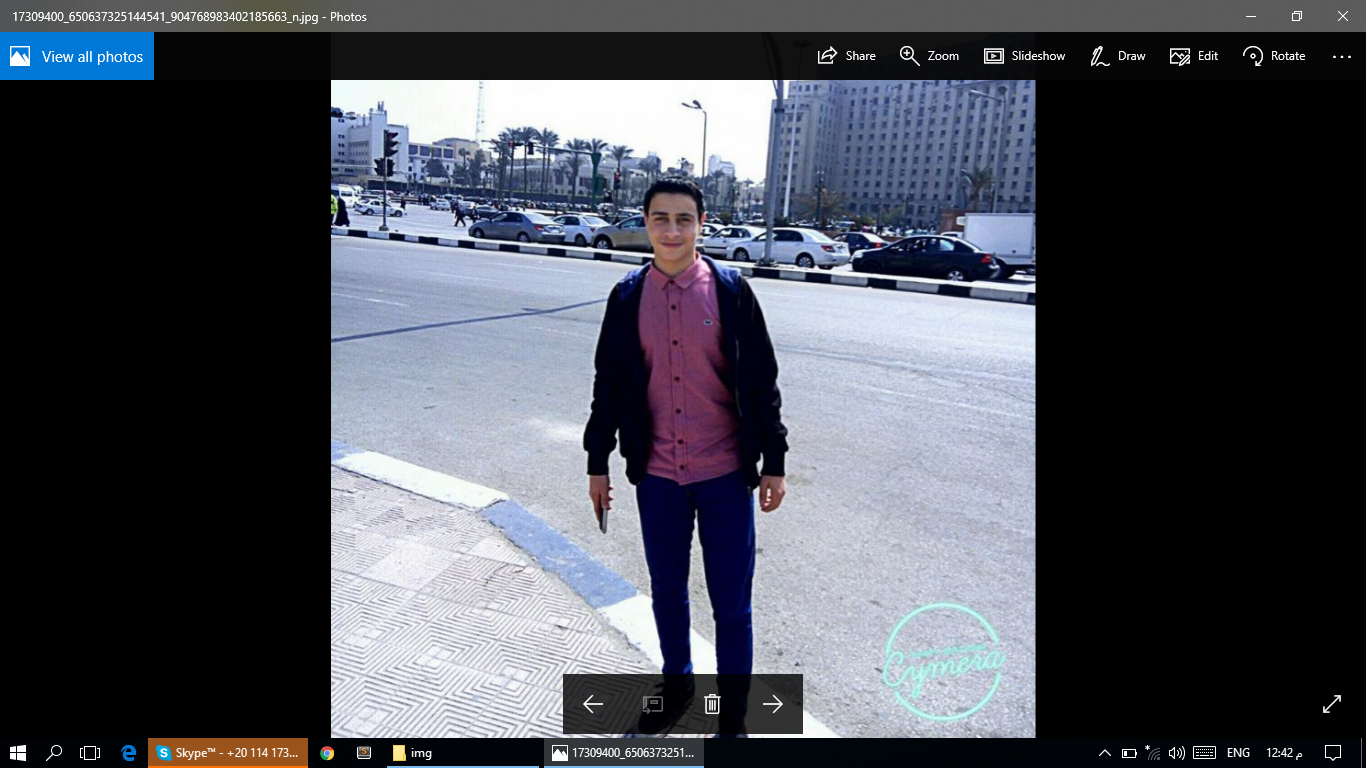 17309400_650637325144541_904768983402185663_n.jpg - Photos
View all photos
Share
Zoom
Slideshow
Draw
Edit
Rotate
Cymera
Skype™ - +20 114 173...
img
17309400_6506373251...
ENG
12:42 م